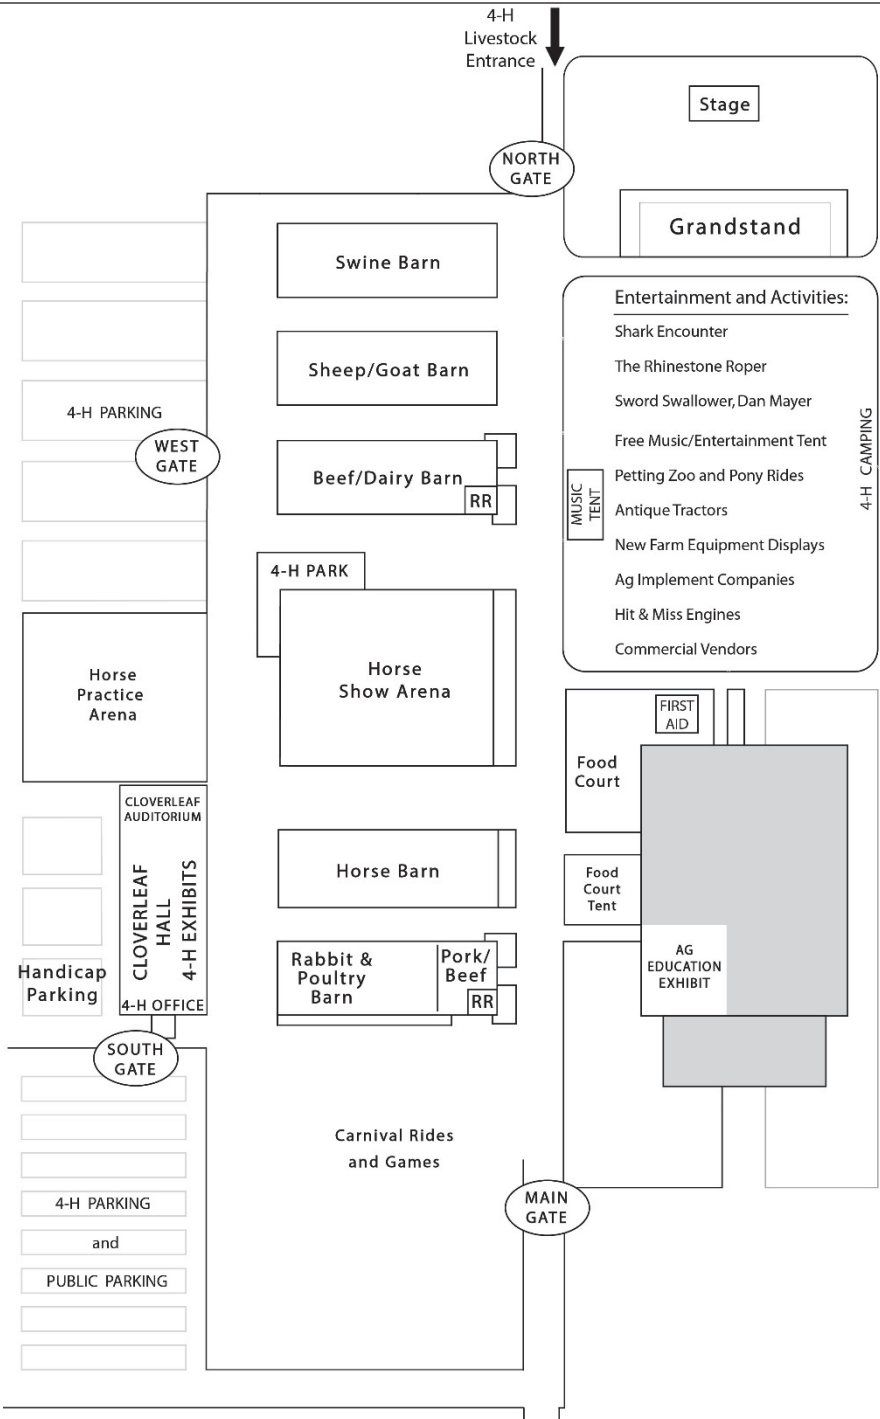 4-H
Livestock
Entrance
Stage
NORTH
GATE
Grandstand
Swine Barn
Sheep/Goat Barn
4-H PARKING
WEST
GATE
Beef/Dairy Barn
RR
Entertainment and Activities:
Shark Encounter
The Rhinestone Roper
Sword Swallower, Dan Mayer
Free Music/Entertainment Tent
Petting Zoo and Pony Rides
Antique Tractors
New Farm Equipment Displays
Ag Implement Companies
Hit & Miss Engines
Commercial Vendors
MUSIC
TENT
4-H CAMPING
4-H PARK
Horse
Practice
Arena
Horse
Show Arena
FIRST
AID
Food
Court
CLOVERLEAF
AUDITORIUM
CLOVERLEAF
HALL
4-H EXHIBITS
4-H OFFICE
Horse Barn
Food
Court
Tent
Handicap
Parking
Rabbit &
Poultry
Barn
Pork/
Beef
RR
AG
EDUCATION
EXHIBIT
SOUTH
GATE
Carnival Rides
and Games
MAIN
GATE
4-H PARKING
and
PUBLIC PARKING